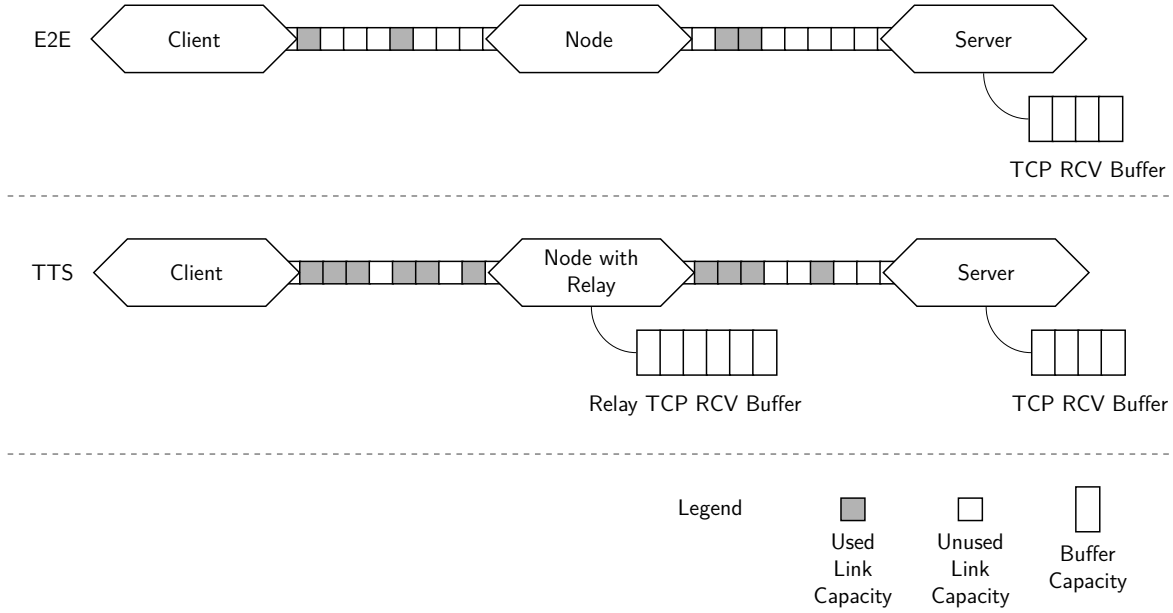 E2E
Client
Node
Server
TCP RCV Buffer
TTS
Client
Node with
Relay
Server
Relay TCP RCV Buffer
TCP RCV Buffer
Legend
Used
Link
Capacity
Unused
Link
Capacity
Buffer
Capacity